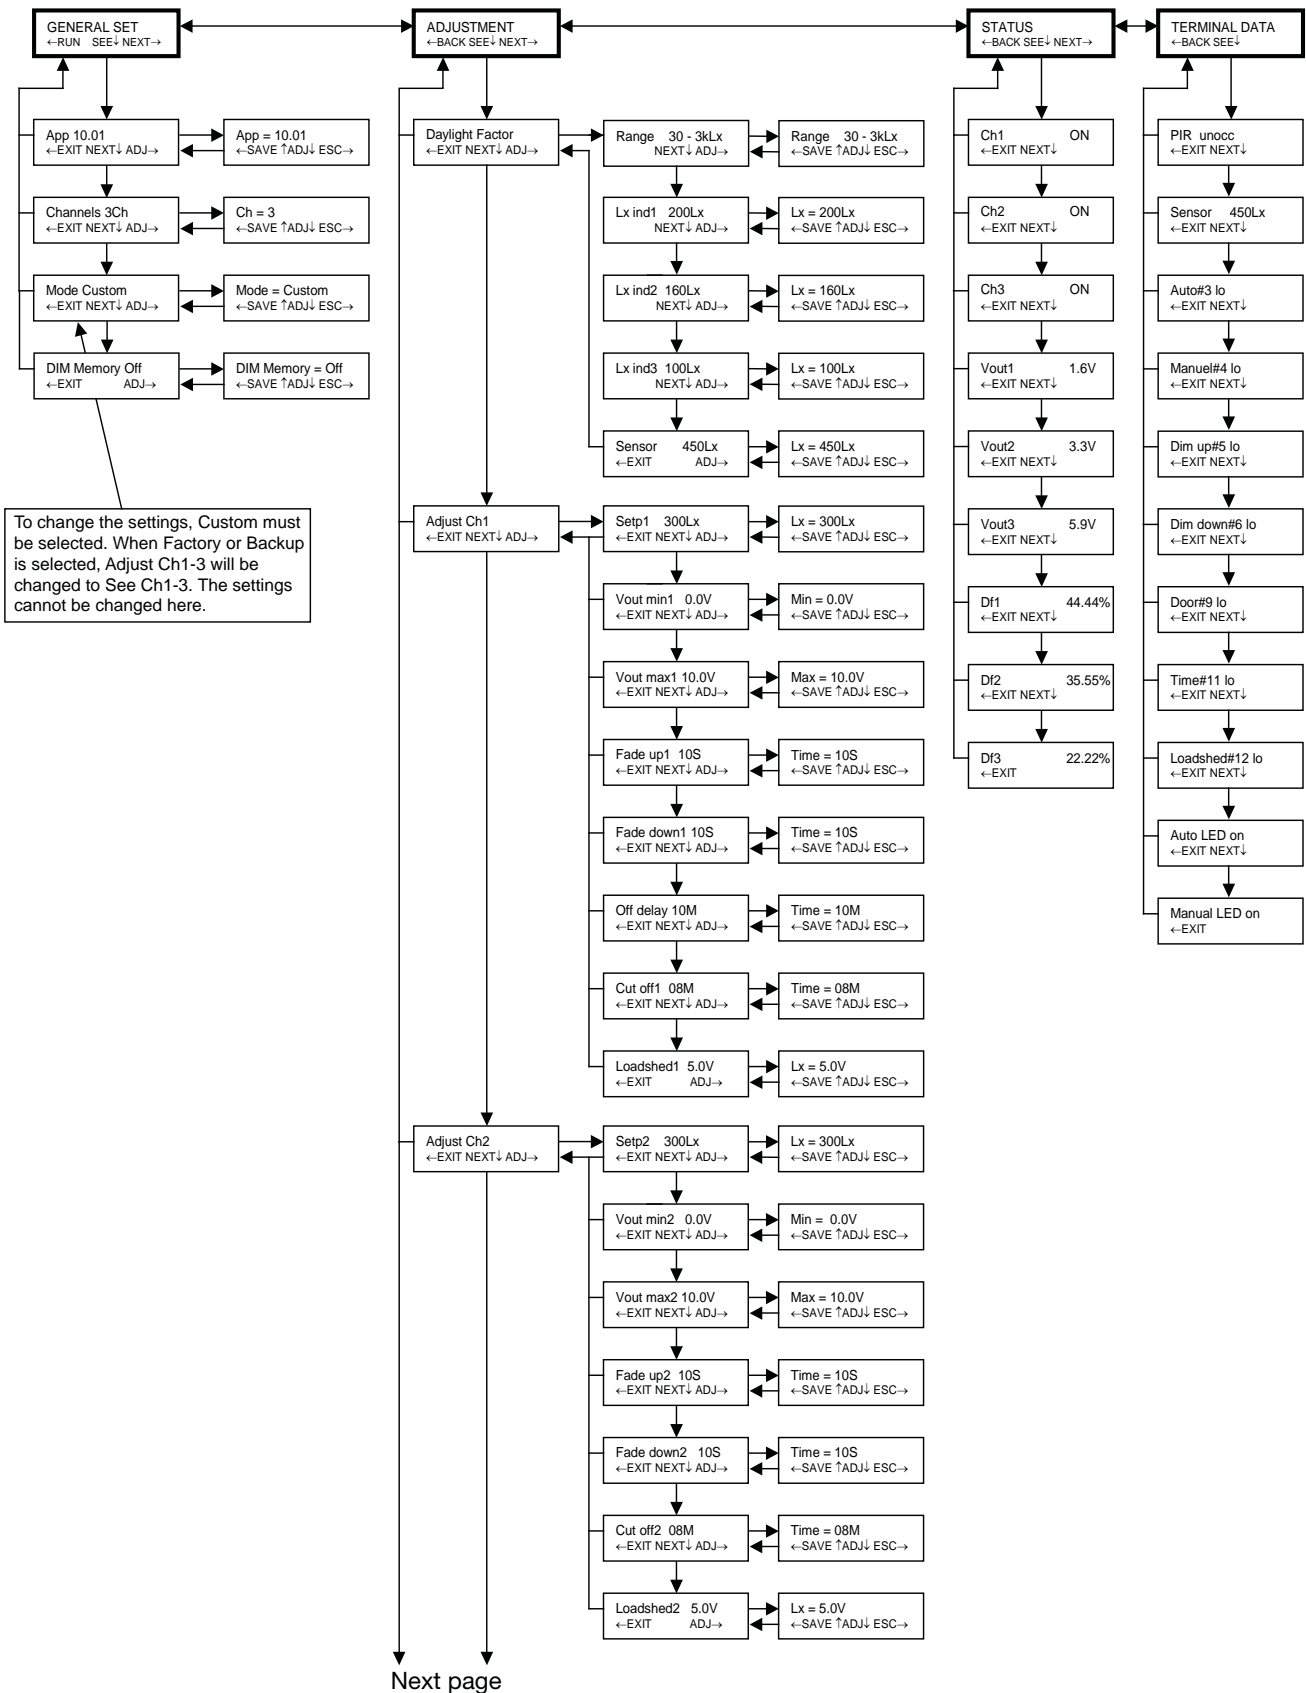 GENERAL SET
←RUN SEE↓ NEXT→
ADJUSTMENT
←BACK SEE↓ NEXT→
STATUS
←BACK SEE↓ NEXT→
TERMINAL DATA
←BACK SEE↓
App 10.01
←EXIT NEXT↓ ADJ→
App = 10.01
←SAVE ↑ADJ↓ ESC→
Channels 3Ch
←EXIT NEXT↓ ADJ→
Ch = 3
←SAVE ↑ADJ↓ ESC→
Mode Custom
←EXIT NEXT↓ ADJ→
Mode = Custom
←SAVE ↑ADJ↓ ESC→
DIM Memory Off
←EXIT ADJ→
DIM Memory = Off
←SAVE ↑ADJ↓ ESC→
To change the settings, Custom must
be selected. When Factory or Backup
is selected, Adjust Ch1-3 will be
changed to See Ch1-3. The settings
cannot be changed here.
Daylight Factor
←EXIT NEXT↓ ADJ→
Range 30 - 3kLx
NEXT↓ ADJ→
Range 30 - 3kLx
←SAVE ↑ADJ↓ ESC→
Lx ind1 200Lx
NEXT↓ ADJ→
Lx = 200Lx
←SAVE ↑ADJ↓ ESC→
Lx ind2 160Lx
NEXT↓ ADJ→
Lx = 160Lx
←SAVE ↑ADJ↓ ESC→
Lx ind3 100Lx
NEXT↓ ADJ→
Lx = 100Lx
←SAVE ↑ADJ↓ ESC→
Sensor 450Lx
←EXIT ADJ→
Lx = 450Lx
←SAVE ↑ADJ↓ ESC→
Adjust Ch1
←EXIT NEXT↓ ADJ→
Setp1 300Lx
←EXIT NEXT↓ ADJ→
Lx = 300Lx
←SAVE ↑ADJ↓ ESC→
Vout min1 0.0V
←EXIT NEXT↓ ADJ→
Min = 0.0V
←SAVE ↑ADJ↓ ESC→
Vout max1 10.0V
←EXIT NEXT↓ ADJ→
Max = 10.0V
←SAVE ↑ADJ↓ ESC→
Fade up1 10S
←EXIT NEXT↓ ADJ→
Time = 10S
←SAVE ↑ADJ↓ ESC→
Fade down1 10S
←EXIT NEXT↓ ADJ→
Time = 10S
←SAVE ↑ADJ↓ ESC→
Off delay 10M
←EXIT NEXT↓ ADJ→
Time = 10M
←SAVE ↑ADJ↓ ESC→
Cut off1 08M
←EXIT NEXT↓ ADJ→
Time = 08M
←SAVE ↑ADJ↓ ESC→
Loadshed1 5.0V
←EXIT ADJ→
Lx = 5.0V
←SAVE ↑ADJ↓ ESC→
Adjust Ch2
←EXIT NEXT↓ ADJ→
Setp2 300Lx
←EXIT NEXT↓ ADJ→
Lx = 300Lx
←SAVE ↑ADJ↓ ESC→
Vout min2 0.0V
←EXIT NEXT↓ ADJ→
Min = 0.0V
←SAVE ↑ADJ↓ ESC→
Vout max2 10.0V
←EXIT NEXT↓ ADJ→
Max = 10.0V
←SAVE ↑ADJ↓ ESC→
Fade up2 10S
←EXIT NEXT↓ ADJ→
Time = 10S
←SAVE ↑ADJ↓ ESC→
Fade down2 10S
←EXIT NEXT↓ ADJ→
Time = 10S
←SAVE ↑ADJ↓ ESC→
Cut off2 08M
←EXIT NEXT↓ ADJ→
Time = 08M
←SAVE ↑ADJ↓ ESC→
Loadshed2 5.0V
←EXIT ADJ→
Lx = 5.0V
←SAVE ↑ADJ↓ ESC→
Next page
Ch1 ON
←EXIT NEXT↓
Ch2 ON
←EXIT NEXT↓
Ch3 ON
←EXIT NEXT↓
Vout1 1.6V
←EXIT NEXT↓
Vout2 3.3V
←EXIT NEXT↓
Vout3 5.9V
←EXIT NEXT↓
Df1 44.44%
←EXIT NEXT↓
Df2 35.55%
←EXIT NEXT↓
Df3 22.22%
←EXIT
PIR unocc
←EXIT NEXT↓
Sensor 450Lx
←EXIT NEXT↓
Auto#3 lo
←EXIT NEXT↓
Manuel#4 lo
←EXIT NEXT↓
Dim up#5 lo
←EXIT NEXT↓
Dim down#6 lo
←EXIT NEXT↓
Door#9 lo
←EXIT NEXT↓
Time#11 lo
←EXIT NEXT↓
Loadshed#12 lo
←EXIT NEXT↓
Auto LED on
←EXIT NEXT↓
Manual LED on
←EXIT